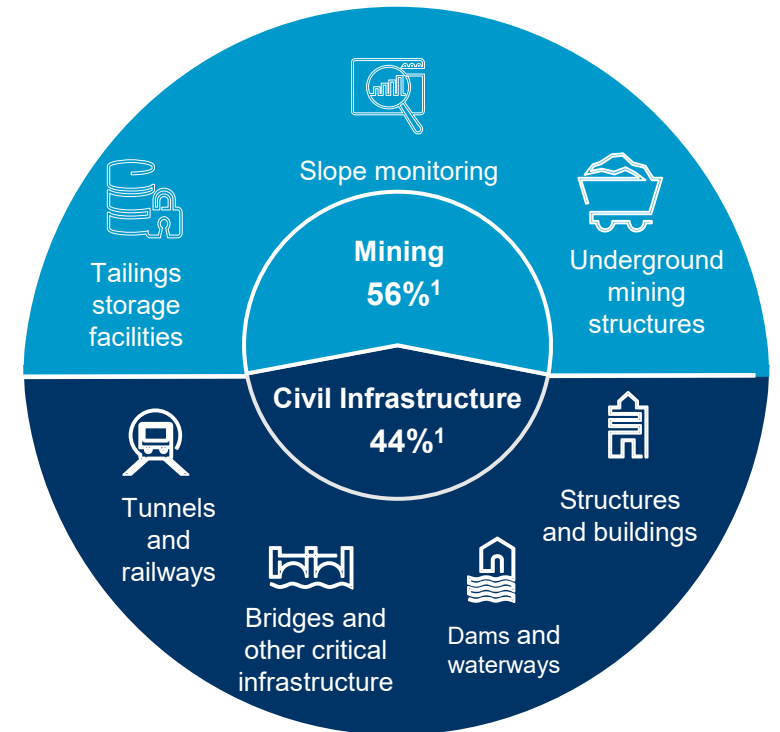 Slope monitoring
Tailings
storage
facilities
Underground
mining
structures
Mining
56%¹
Civil Infrastructure
44%¹
Tunnels
and
railways
Structures
and buildings
Bridges and
other critical
infrastructure
Dams and
waterways